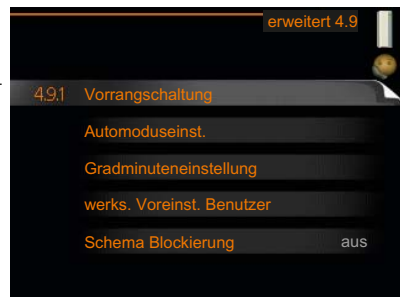 erweitert 4.9
4.9.1 Vorrangschaltung
Automoduseinst.
Gradminuteneinstellung
werks. Voreinst. Benutzer
Schema Blockierung aus